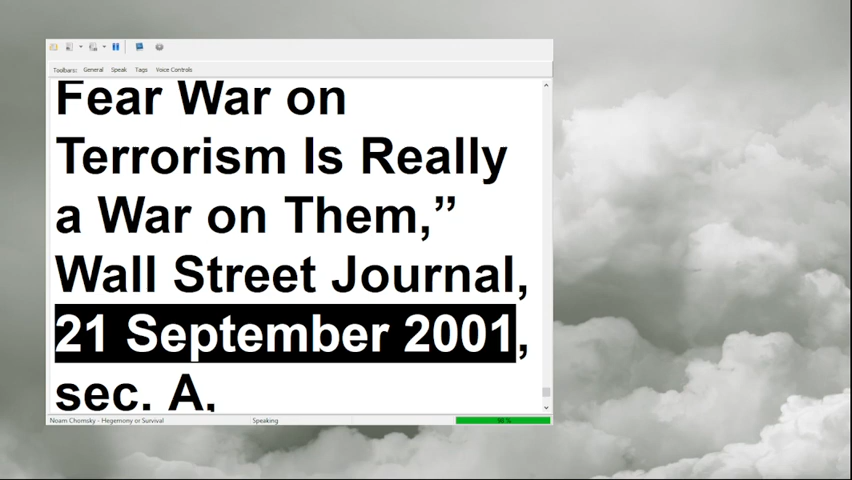 Toolbars: General Speak Tags Voice Controls
Fear War on
Terrorism Is Really
a War on Them,”
Wall Street Journal,
21 September 2001,
sec. A,
Noam Chomsky - Hegemony or Survival Speaking